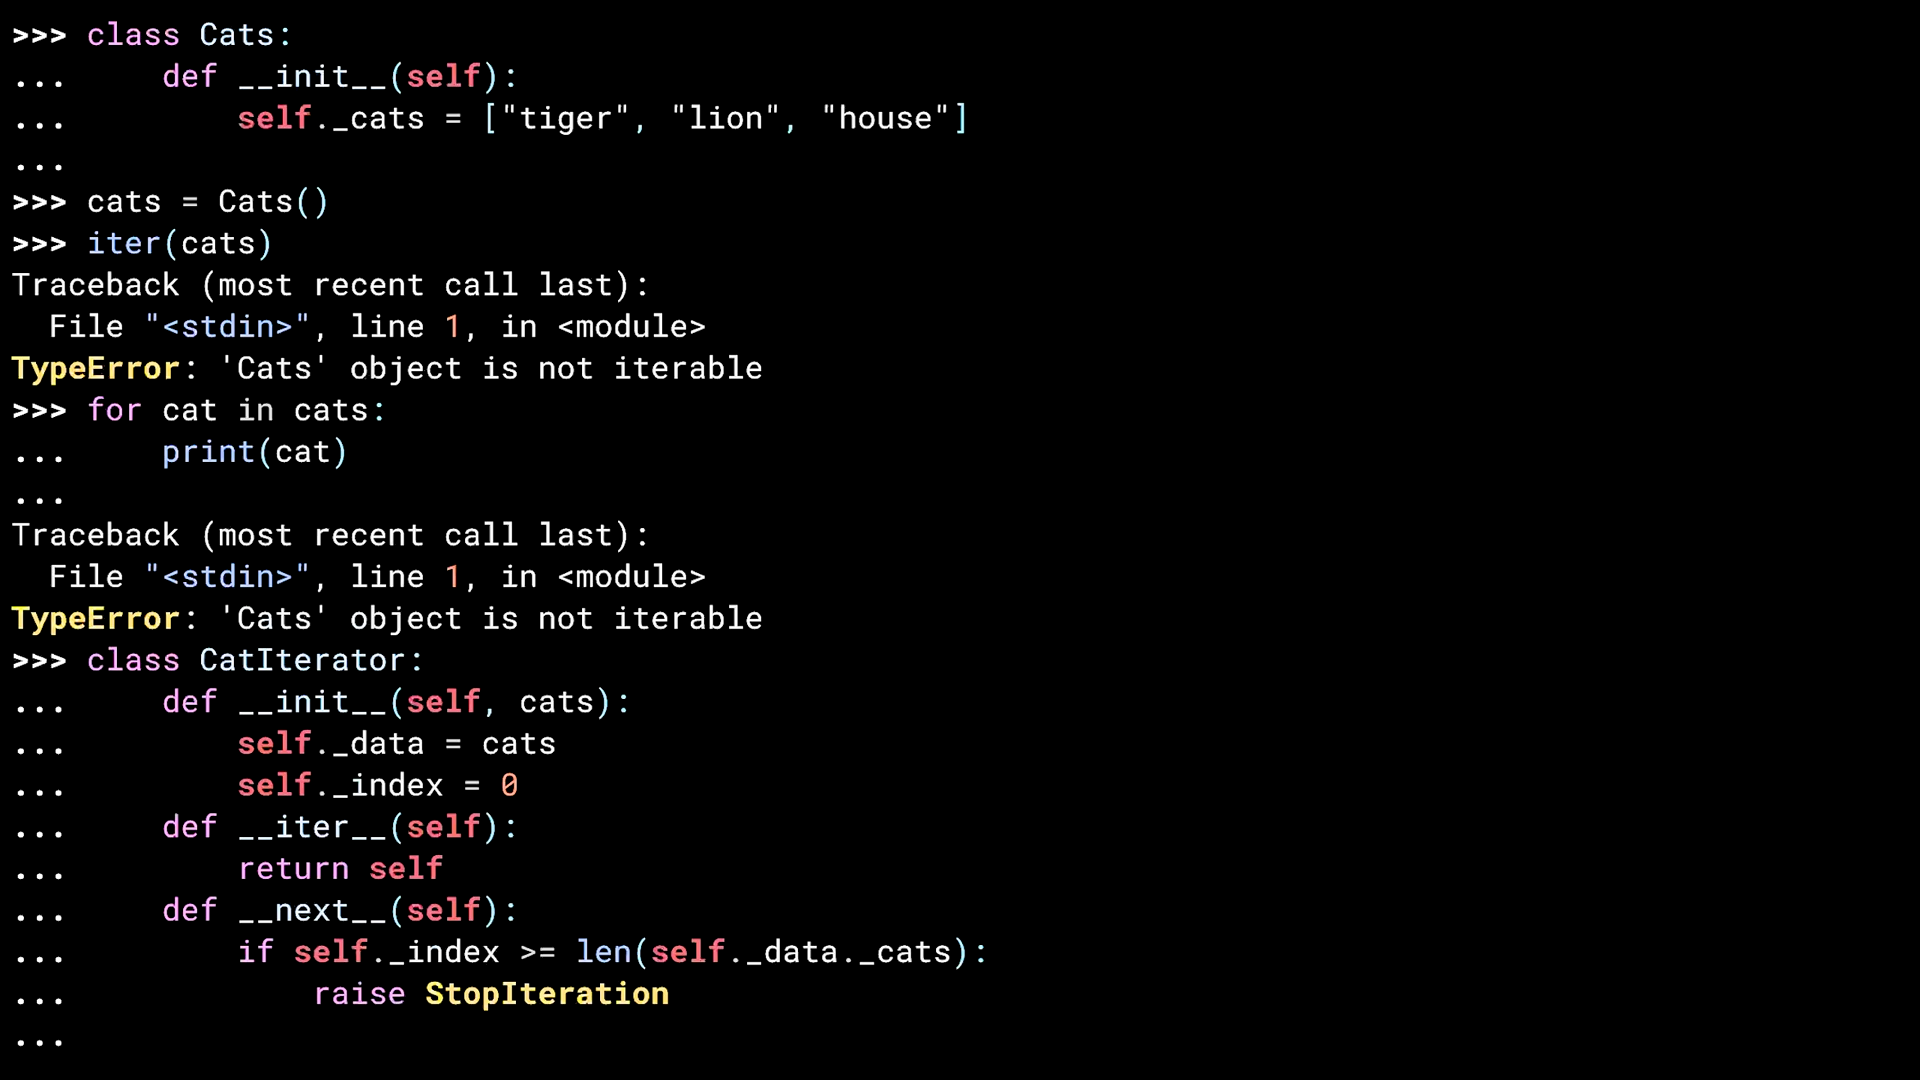 >>> class Cats:
...     def __init__(self):
...         self._cats = ["tiger", "lion", "house"]
...
>>> cats = Cats()
>>> iter(cats)
Traceback (most recent call last):
  File "<stdin>", line 1, in <module>
TypeError: 'Cats' object is not iterable
>>> for cat in cats:
...     print(cat)
...
Traceback (most recent call last):
  File "<stdin>", line 1, in <module>
TypeError: 'Cats' object is not iterable
>>> class CatIterator:
...     def __init__(self, cats):
...         self._data = cats
...         self._index = 0
...     def __iter__(self):
...         return self
...     def __next__(self):
...         if self._index >= len(self._data._cats):
...             raise StopIteration
...